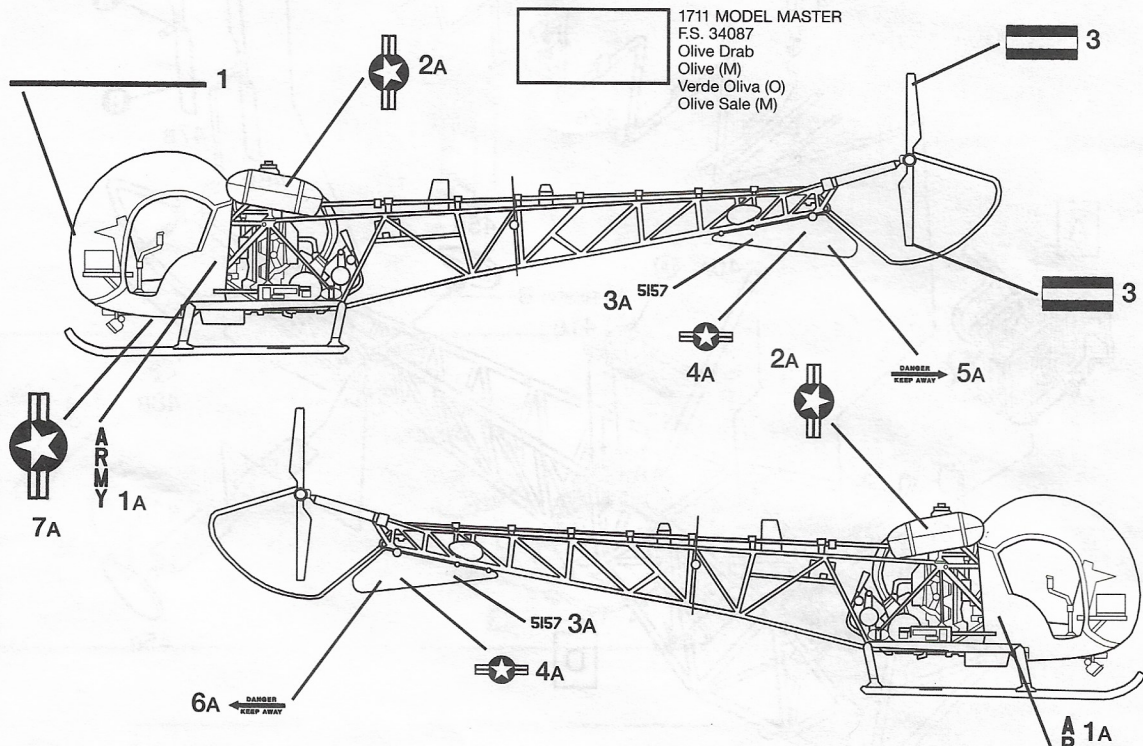 1711 MODEL MASTER
F.S. 34087
Olive Drab
Olive (M)
Verde Oliva (O)
Olive Sale (M)
1
2A
3
3A 5157
3
4A
DANGER
KEEP AWAY
5A
2A
ARMY 1A
7A
5157 3A
4A
6A
DANGER
KEEP AWAY
AR 1A